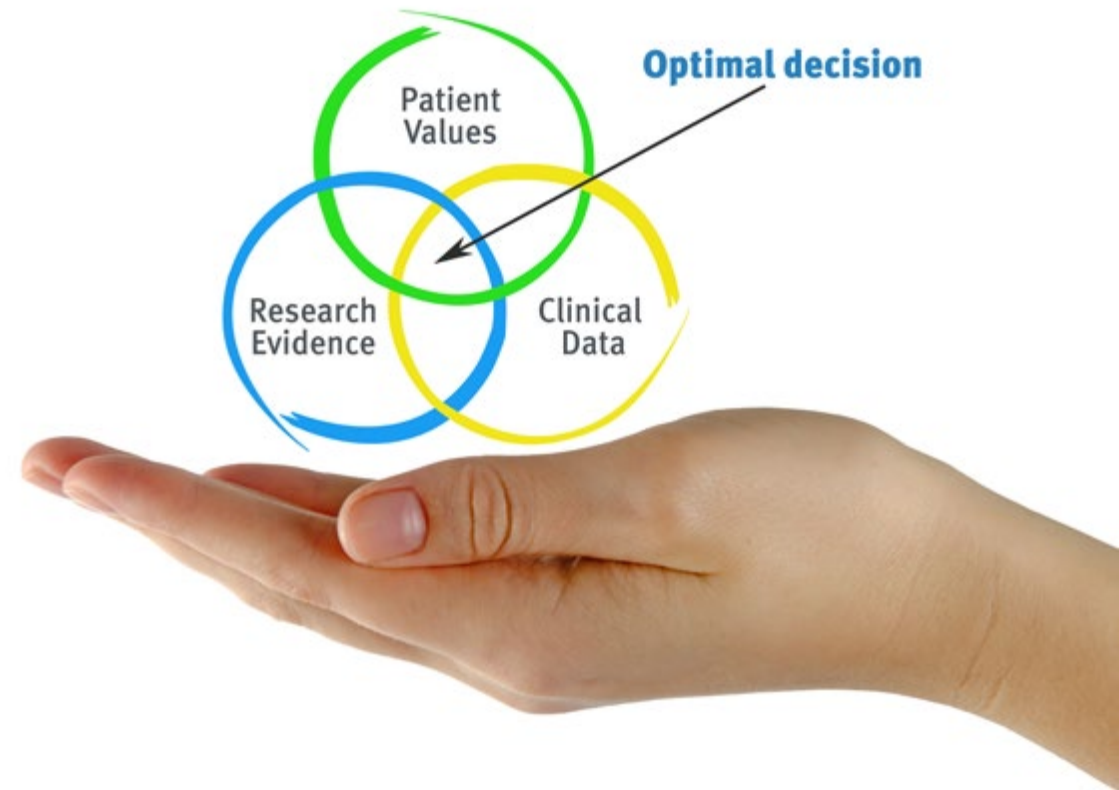 Optimal decision
Patient
Values
Research
Evidence
Clinical
Data